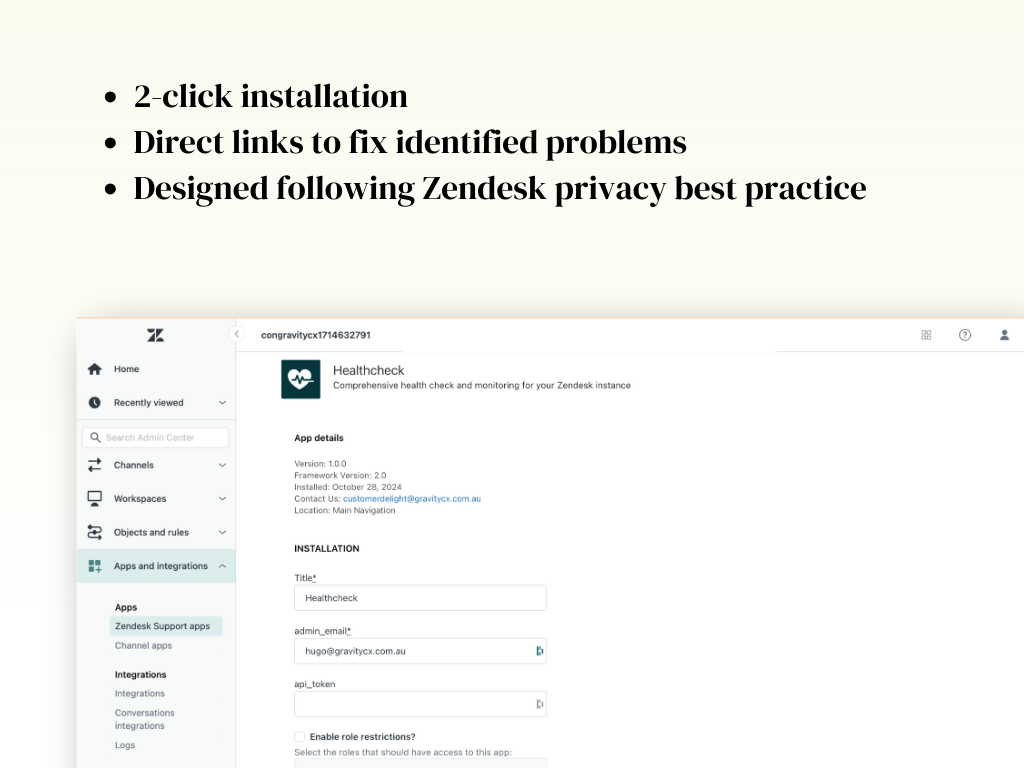 2-click installation
Direct links to fix identified problems
Designed following Zendesk privacy best practice
congravitycx1714632791
Home
Recently viewed
Search Admin Center
Channels
Workspaces
Objects and rules
Apps and integrations
Apps
Zendesk Support apps
Channel apps
Integrations
Integrations
Conversations
integrations
Logs
Healthcheck
Comprehensive health check and monitoring for your Zendesk instance
App details
Version: 1.0.0
Framework Version: 2.0
Installed: October 28, 2024
Contact Us: customerdelight@gravitycx.com.au
Location: Main Navigation
INSTALLATION
Title*
Healthcheck
admin_email*
hugo@gravitycx.com.au
api_token
Enable role restrictions?
Select the roles that should have access to this app: